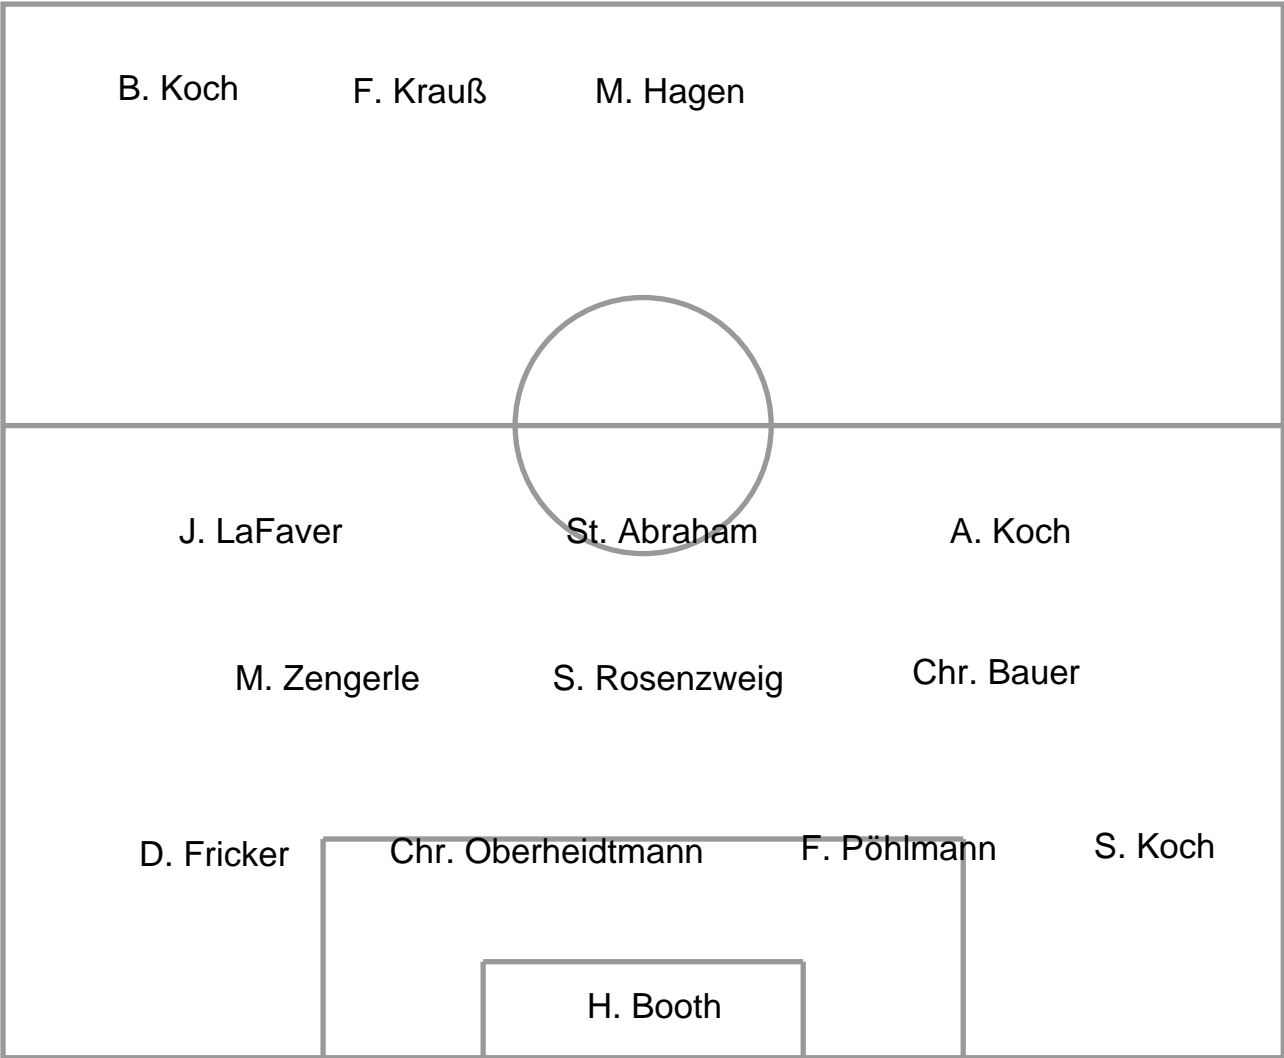 B. Koch F. Krauß M. Hagen
J. LaFaver St. Abraham A. Koch
M. Zengerle S. Rosenzweig Chr. Bauer
D. Fricker Chr. Oberheidtmann F. Pöhlmann S. Koch
H. Booth